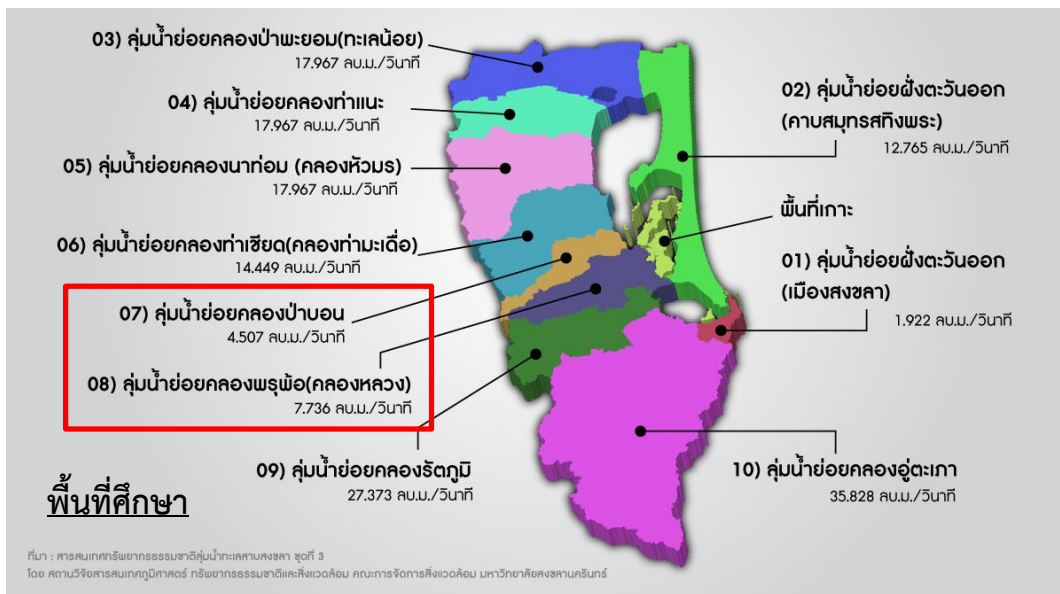 03) ลุ่มน้ำย่อยคลองป่าพะยอม(ทะเลน้อย)
17.967 ลบ.ม./วินาที
04) ลุ่มน้ำย่อยคลองท่าแนะ
17.967 ลบ.ม./วินาที
05) ลุ่มน้ำย่อยคลองนาท่อม (คลองหัวมร)
17.967 ลบ.ม./วินาที
06) ลุ่มน้ำย่อยคลองท่าเชียด(คลองท่ามะเดื่อ)
14.449 ลบ.ม./วินาที
07) ลุ่มน้ำย่อยคลองป่าบอน
4.507 ลบ.ม./วินาที
08) ลุ่มน้ำย่อยคลองพรุพ้อ(คลองหลวง)
7.736 ลบ.ม./วินาที
09) ลุ่มน้ำย่อยคลองรัตภูมิ
27.373 ลบ.ม./วินาที
02) ลุ่มน้ำย่อยฝั่งตะวันออก
(คาบสมุทรสทิงพระ)
12.765 ลบ.ม./วินาที
พื้นที่เกาะ
01) ลุ่มน้ำย่อยฝั่งตะวันออก
(เมืองสงขลา)
1.922 ลบ.ม./วินาที
10) ลุ่มน้ำย่อยคลองอู่ตะเภา
35.828 ลบ.ม./วินาที
พื้นที่ศึกษา
ที่มา : สารสนเทศทรัพยากรธรรมชาติลุ่มน้ำทะเลสาบสงขลา ชุดที่ 3
โดย สถานวิจัยสารสนเทศภูมิศาสตร์ ทรัพยากรธรรมชาติและสิ่งแวดล้อม คณะการจัดการสิ่งแวดล้อม มหาวิทยาลัยสงขลานครินทร์